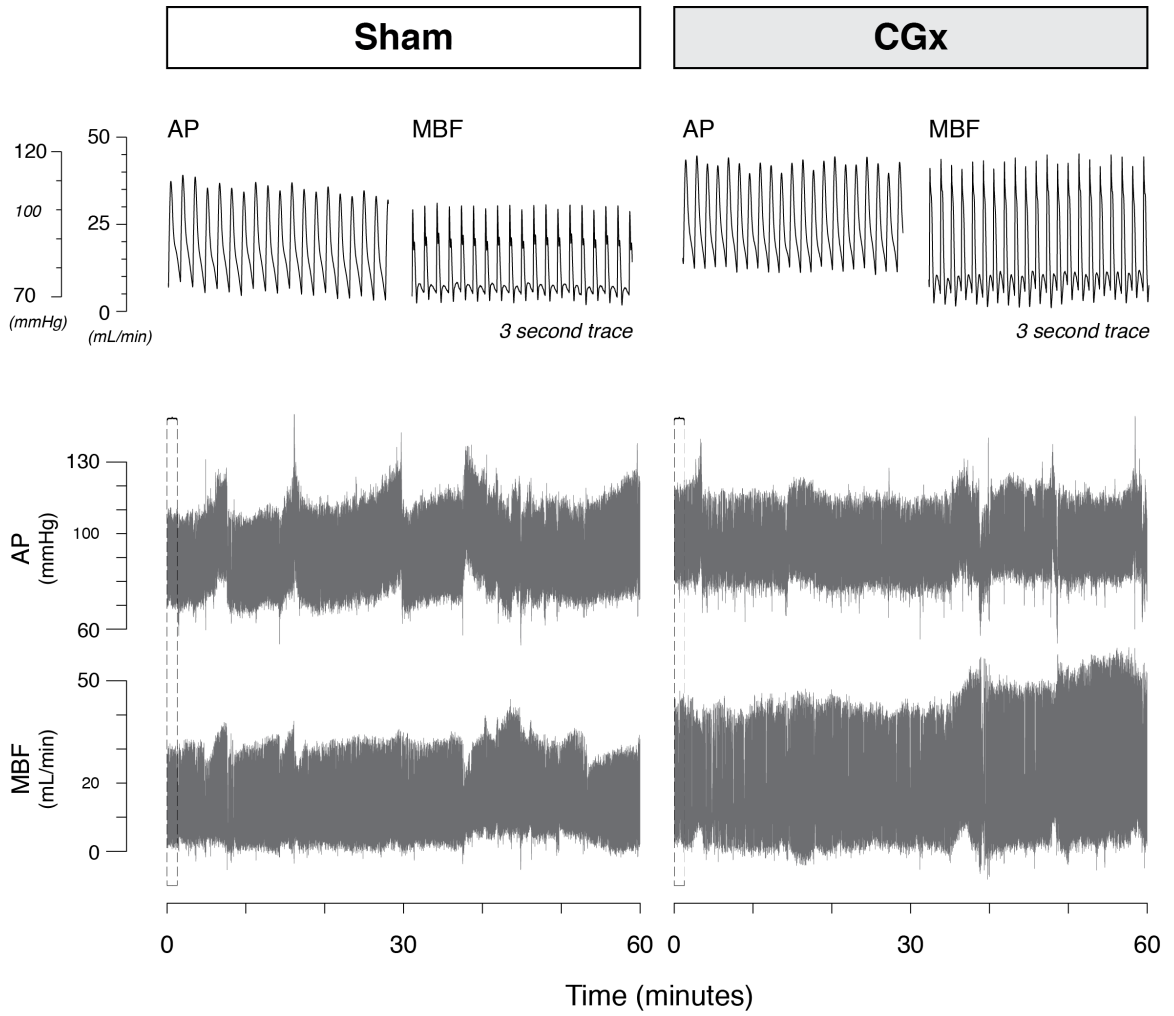 Sham
CGx
AP
MBF
AP
MBF
120
100
70
(mmHg)
50
25
0
(mL/min)
3 second trace
3 second trace
AP
(mmHg)
130
100
60
MBF
(mL/min)
50
20
0
0
30
60
0
30
60
Time (minutes)